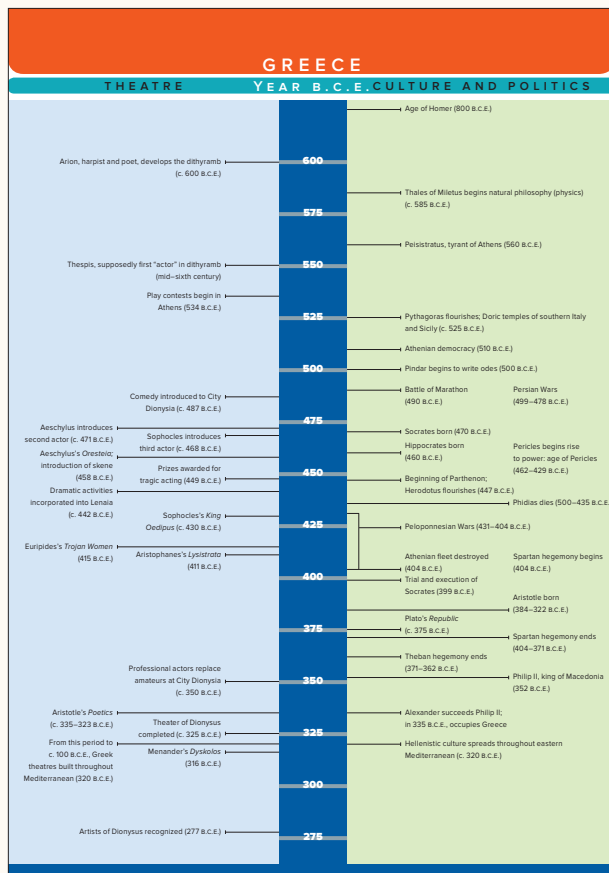 GREECE
THEATRE YEAR B.C.E. CULTURE AND POLITICS
Age of Homer (800 B.C.E.)
600
Arion, harpist and poet, develops the dithyramb
(c. 600 B.C.E.)
Thales of Miletus begins natural philosophy (physics)
(c. 585 B.C.E.)
575
Peisistratus, tyrant of Athens (560 B.C.E.)
550
Thespis, supposedly first "actor" in dithyramb
(mid–sixth century)
Play contests begin in
Athens (534 B.C.E.)
525
Pythagoras flourishes; Doric temples of southern Italy
and Sicily (c. 525 B.C.E.)
Athenian democracy (510 B.C.E.)
500
Pindar begins to write odes (500 B.C.E.)
Comedy introduced to City
Dionysia (c. 487 B.C.E.)
Battle of Marathon
(490 B.C.E.)
Persian Wars
(499–478 B.C.E.)
475
Aeschylus introduces
second actor (c. 471 B.C.E.)
Sophocles introduces
third actor (c. 468 B.C.E.)
Socrates born (470 B.C.E.)
Aeschylus's Oresteia;
introduction of skene
(458 B.C.E.)
Hippocrates born
(460 B.C.E.)
Pericles begins rise
to power: age of Pericles
(462–429 B.C.E.)
450
Prizes awarded for
tragic acting (449 B.C.E.)
Beginning of Parthenon;
Herodotus flourishes (447 B.C.E.)
Dramatic activities
incorporated into Lenaia
(c. 442 B.C.E.)
Phidias dies (500–435 B.C.E.
Sophocles's King
Oedipus (c. 430 B.C.E.)
425
Peloponnesian Wars (431–404 B.C.E.)
Euripides's Trojan Women
(415 B.C.E.)
Aristophanes's Lysistrata
(411 B.C.E.)
Athenian fleet destroyed
(404 B.C.E.)
Spartan hegemony begins
(404 B.C.E.)
400
Trial and execution of
Socrates (399 B.C.E.)
Aristotle born
(384–322 B.C.E.)
375
Plato's Republic
(c. 375 B.C.E.)
Spartan hegemony ends
(404–371 B.C.E.)
Theban hegemony ends
(371–362 B.C.E.)
Professional actors replace
amateurs at City Dionysia
(c. 350 B.C.E.)
350
Philip II, king of Macedonia
(352 B.C.E.)
Aristotle's Poetics
(c. 335–323 B.C.E.)
Theater of Dionysus
completed (c. 325 B.C.E.)
Alexander succeeds Philip II;
in 335 B.C.E., occupies Greece
325
From this period to
c. 100 B.C.E., Greek
theatres built throughout
Mediterranean (320 B.C.E.)
Menander's Dyskolos
(316 B.C.E.)
Hellenistic culture spreads throughout eastern
Mediterranean (c. 320 B.C.E.)
300
Artists of Dionysus recognized (277 B.C.E.)
275